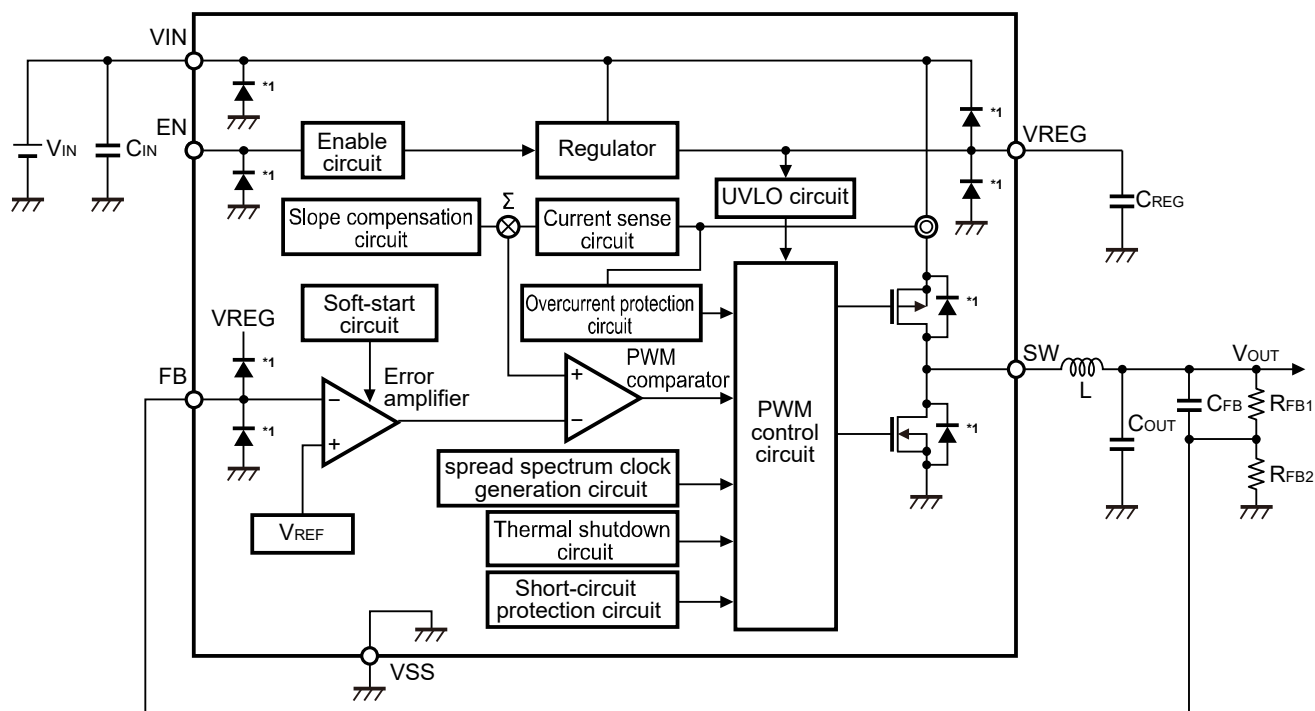 VIN
EN
VIN
CIN
*1
*1
Enable
circuit
Regulator
*1
VREG
*1
UVLO circuit
CREG
Σ
Slope compensation
circuit
Current sense
circuit
Soft-start
circuit
Overcurrent protection
circuit
*1
VREG
*1
FB
*1
Error
amplifier
−
+
+
−
PWM
comparator
PWM
control
circuit
SW
L
VOUT
*1
COUT
CFB
RFB1
RFB2
spread spectrum clock
generation circuit
VREF
Thermal shutdown
circuit
Short-circuit
protection circuit
VSS